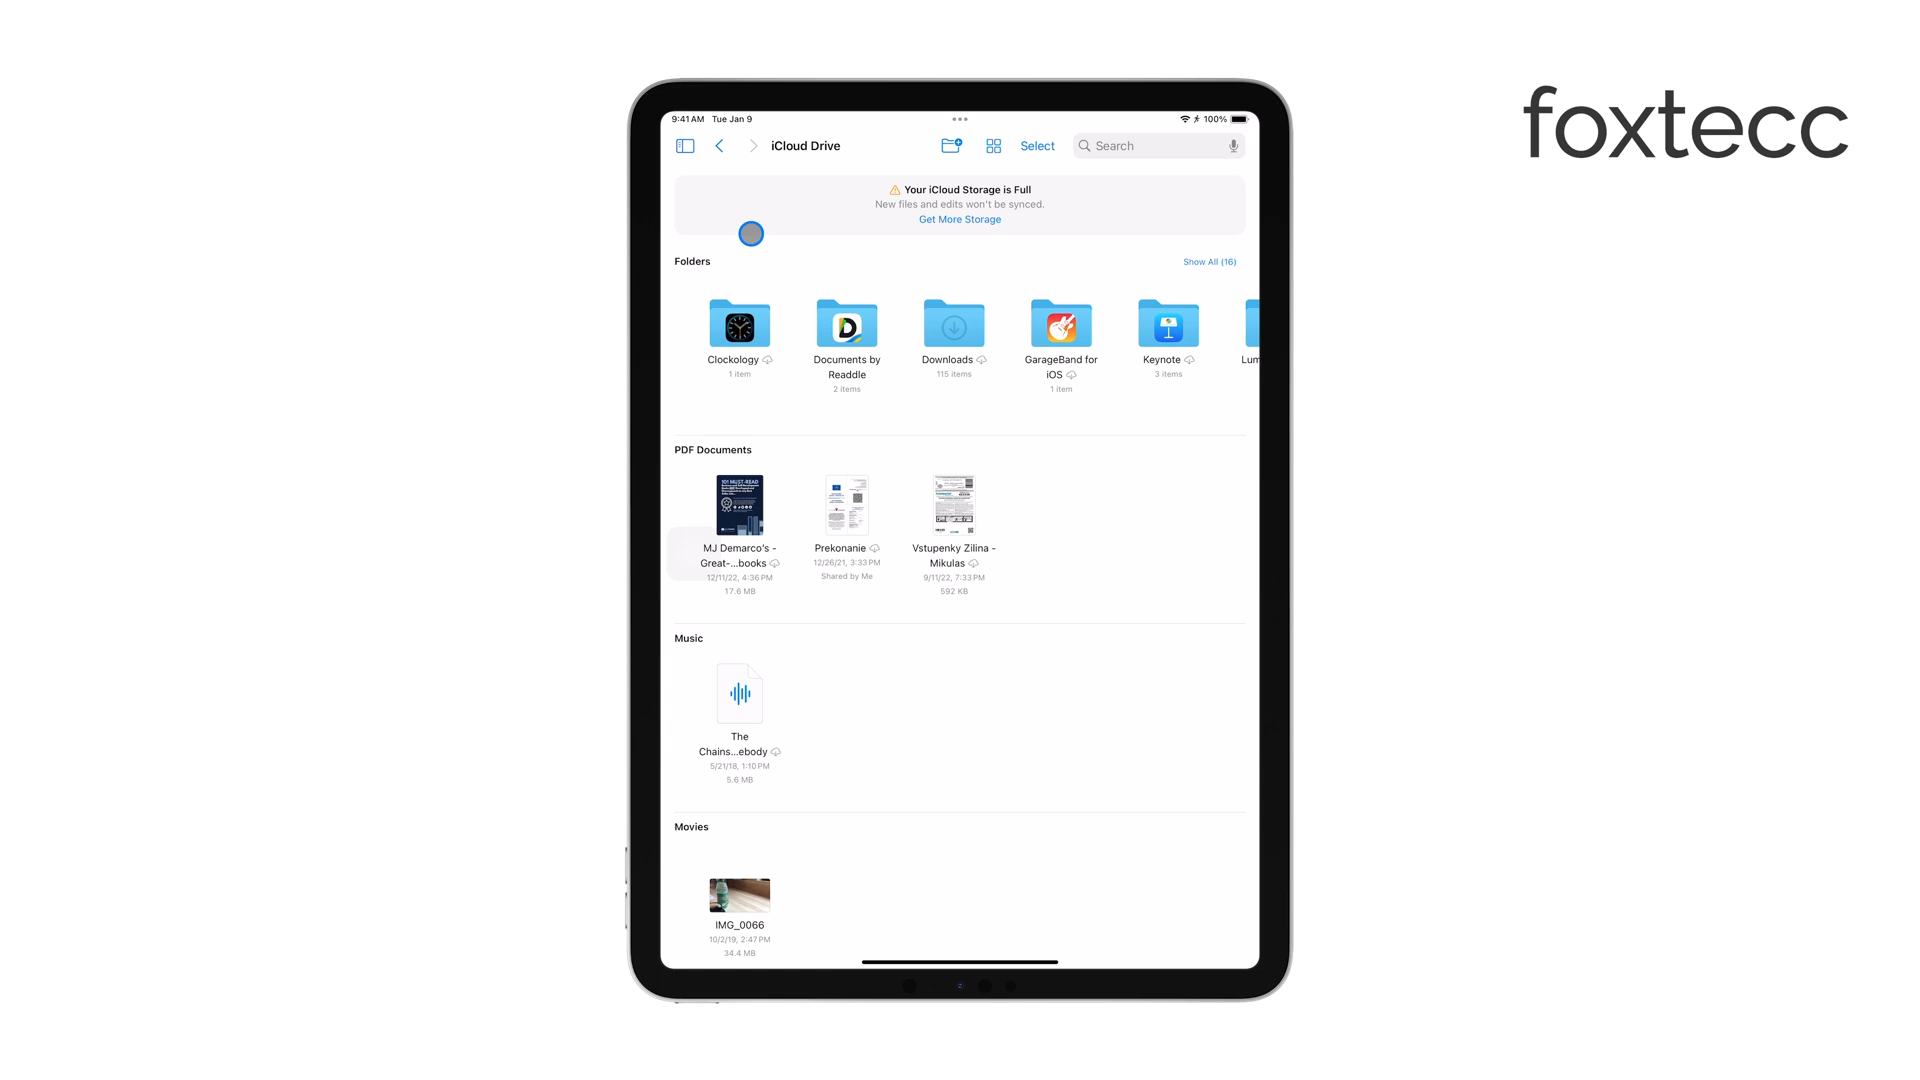 foxtecc
9:41 AM Tue Jan 9
100%
iCloud Drive
Select
Search
Your iCloud Storage is Full
New files and edits won't be synced.
Get More Storage
Folders
Show All (16)
Clockology
1 item
Documents by
Readdle
2 items
Downloads
115 items
GarageBand for
iOS
1 item
Keynote
3 items
Lum
PDF Documents
101 MUST-READ
MJ Demarco's -
Great-...books
12/11/22, 4:36 PM
17.6 MB
Prekonanie
12/26/21, 3:33 PM
Shared by Me
Vstupenky Zilina -
Mikulas
9/11/22, 7:33 PM
592 KB
Music
The
Chains...ebody
5/21/18, 1:10 PM
5.6 MB
Movies
IMG_0066
10/2/19, 2:47 PM
34.4 MB